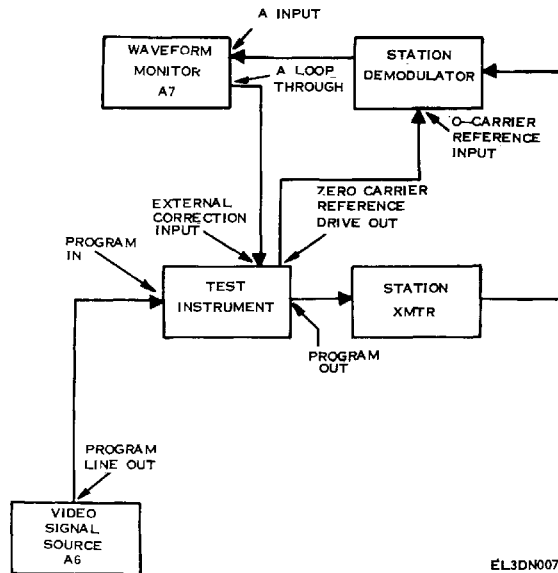 A INPUT
WAVEFORM
MONITOR
A7
A LOOP
THROUGH
STATION
DEMODULATOR
O-CARRIER
REFERENCE
INPUT
EXTERNAL
CORRECTION
INPUT
ZERO CARRIER
REFERENCE
DRIVE OUT
PROGRAM
IN
TEST
INSTRUMENT
STATION
XMTR
PROGRAM
OUT
PROGRAM
LINE OUT
VIDEO
SIGNAL
SOURCE
A6
EL3DN007